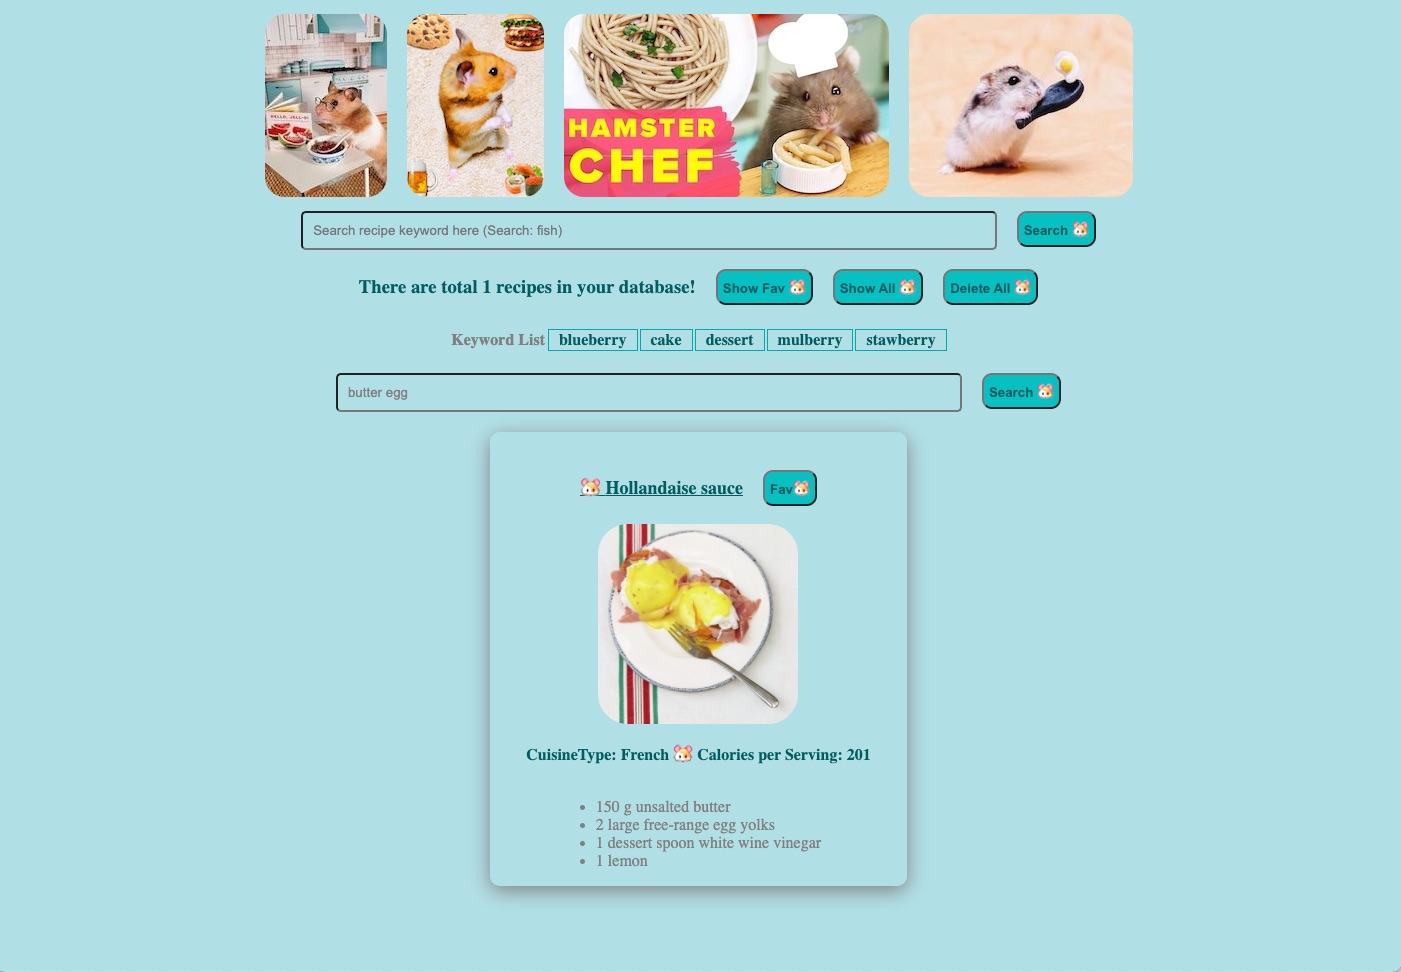 HELLO, JELL-O!
HAMSTER
CHEF
Search recipe keyword here (Search: fish)
Search 🐹
There are total 1 recipes in your database!
Show Fav 🐹
Show All 🐹
Delete All 🐹
Keyword List blueberry cake dessert mulberry stawberry
butter egg
Search 🐹
🐹 Hollandaise sauce
Fav🐹
CuisineType: French 🐹 Calories per Serving: 201
• 150 g unsalted butter
• 2 large free-range egg yolks
• 1 dessert spoon white wine vinegar
• 1 lemon